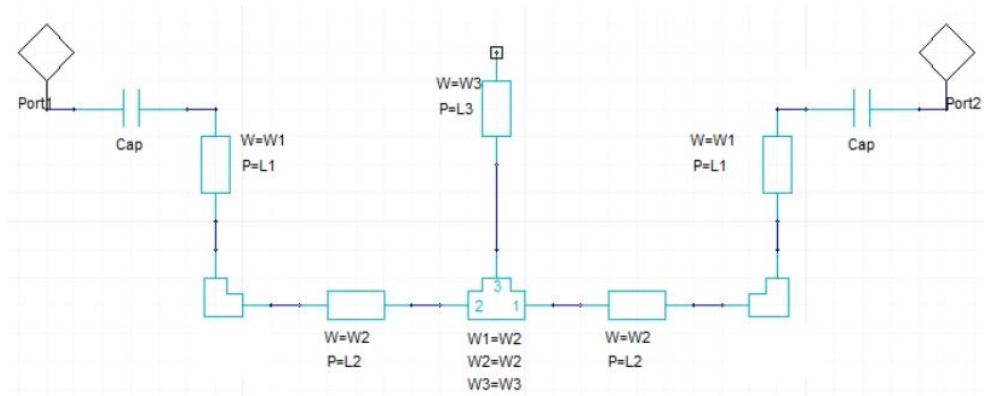 Port1
Cap
W=W1
P=L1
W=W2
P=L2
W=W3
P=L3
3
2 1
W1=W2
W2=W2
W3=W3
W=W2
P=L2
W=W1
P=L1
Cap
Port2